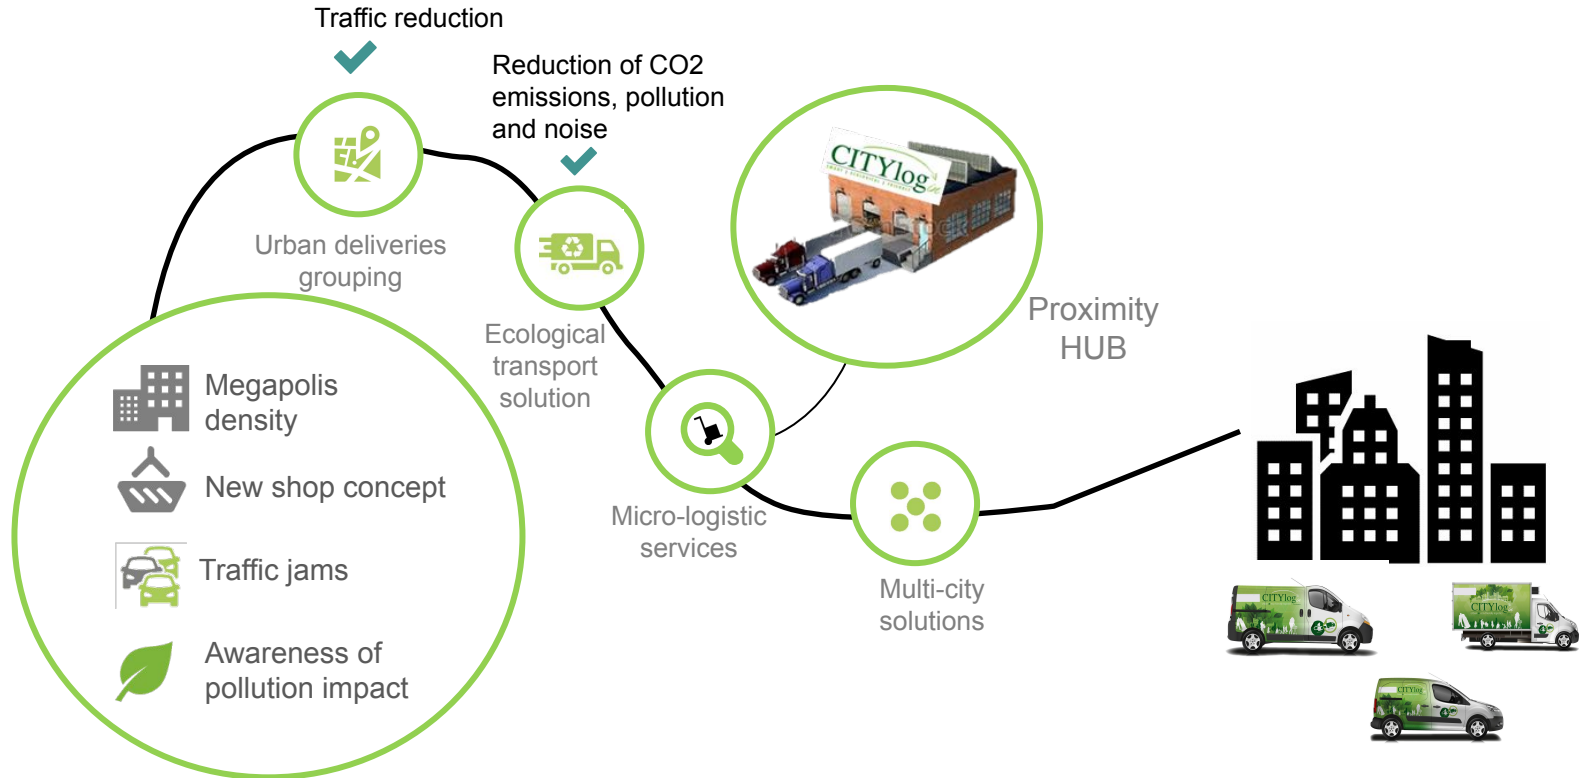 Traffic reduction
Reduction of CO2
emissions, pollution
and noise
Urban deliveries
grouping
Ecological
transport
solution
CITYlog
Proximity
HUB
Megapolis
density
New shop concept
Traffic jams
Awareness of
pollution impact
Micro-logistic
services
Multi-city
solutions
CITYlog
CITYlog
CITYlog